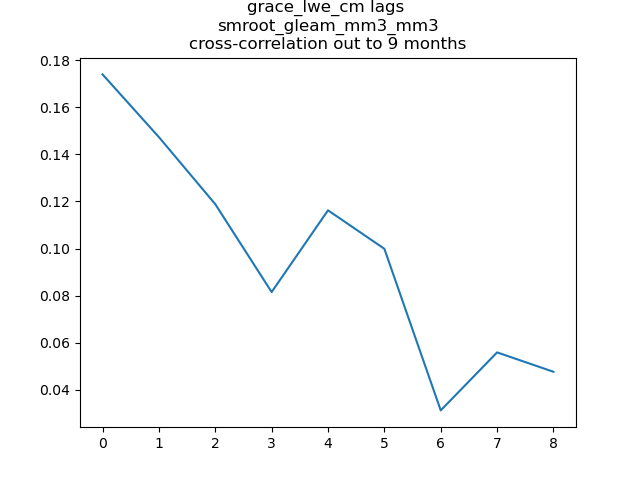 grace_lwe_cm lags
smroot_gleam_mm3_mm3
cross-correlation out to 9 months
0.18
0.16
0.14
0.12
0.10
0.08
0.06
0.04
0 1 2 3 4 5 6 7 8